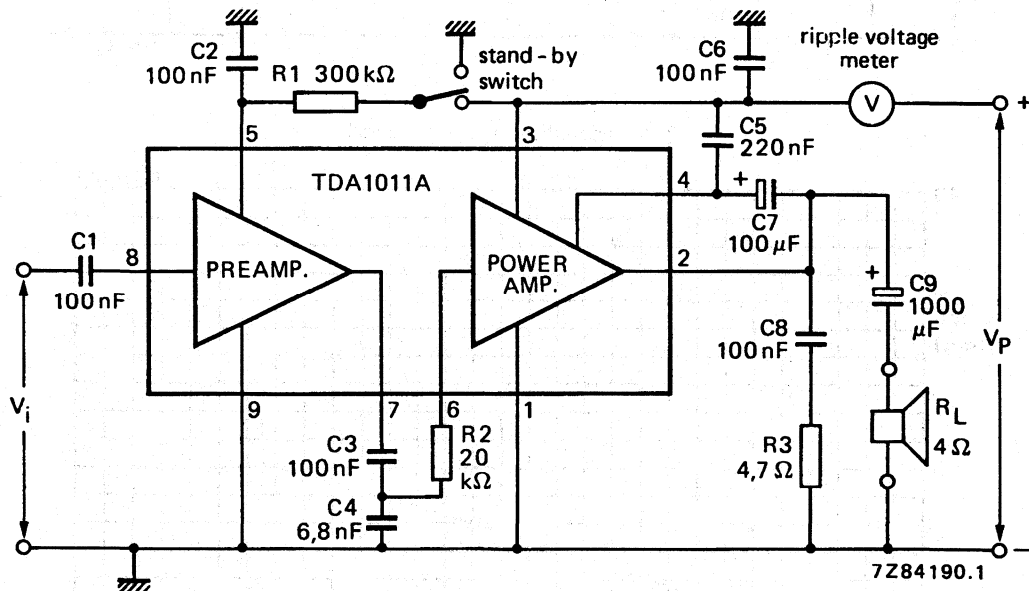 C2
100 nF
R1 300 kΩ
stand-by
switch
C6
100 nF
ripple voltage
meter
V
+
5
3
C5
220 nF
TDA1011A
4
+
C7
100 μF
C1
100 nF
8
PREAMP.
POWER
AMP.
2
+
C9
1000
μF
C8
100 nF
Vi
VP
9
7
6
1
C3
100 nF
R2
20
kΩ
R3
4,7 Ω
RL
4 Ω
C4
6,8 nF
−
7Z84190.1